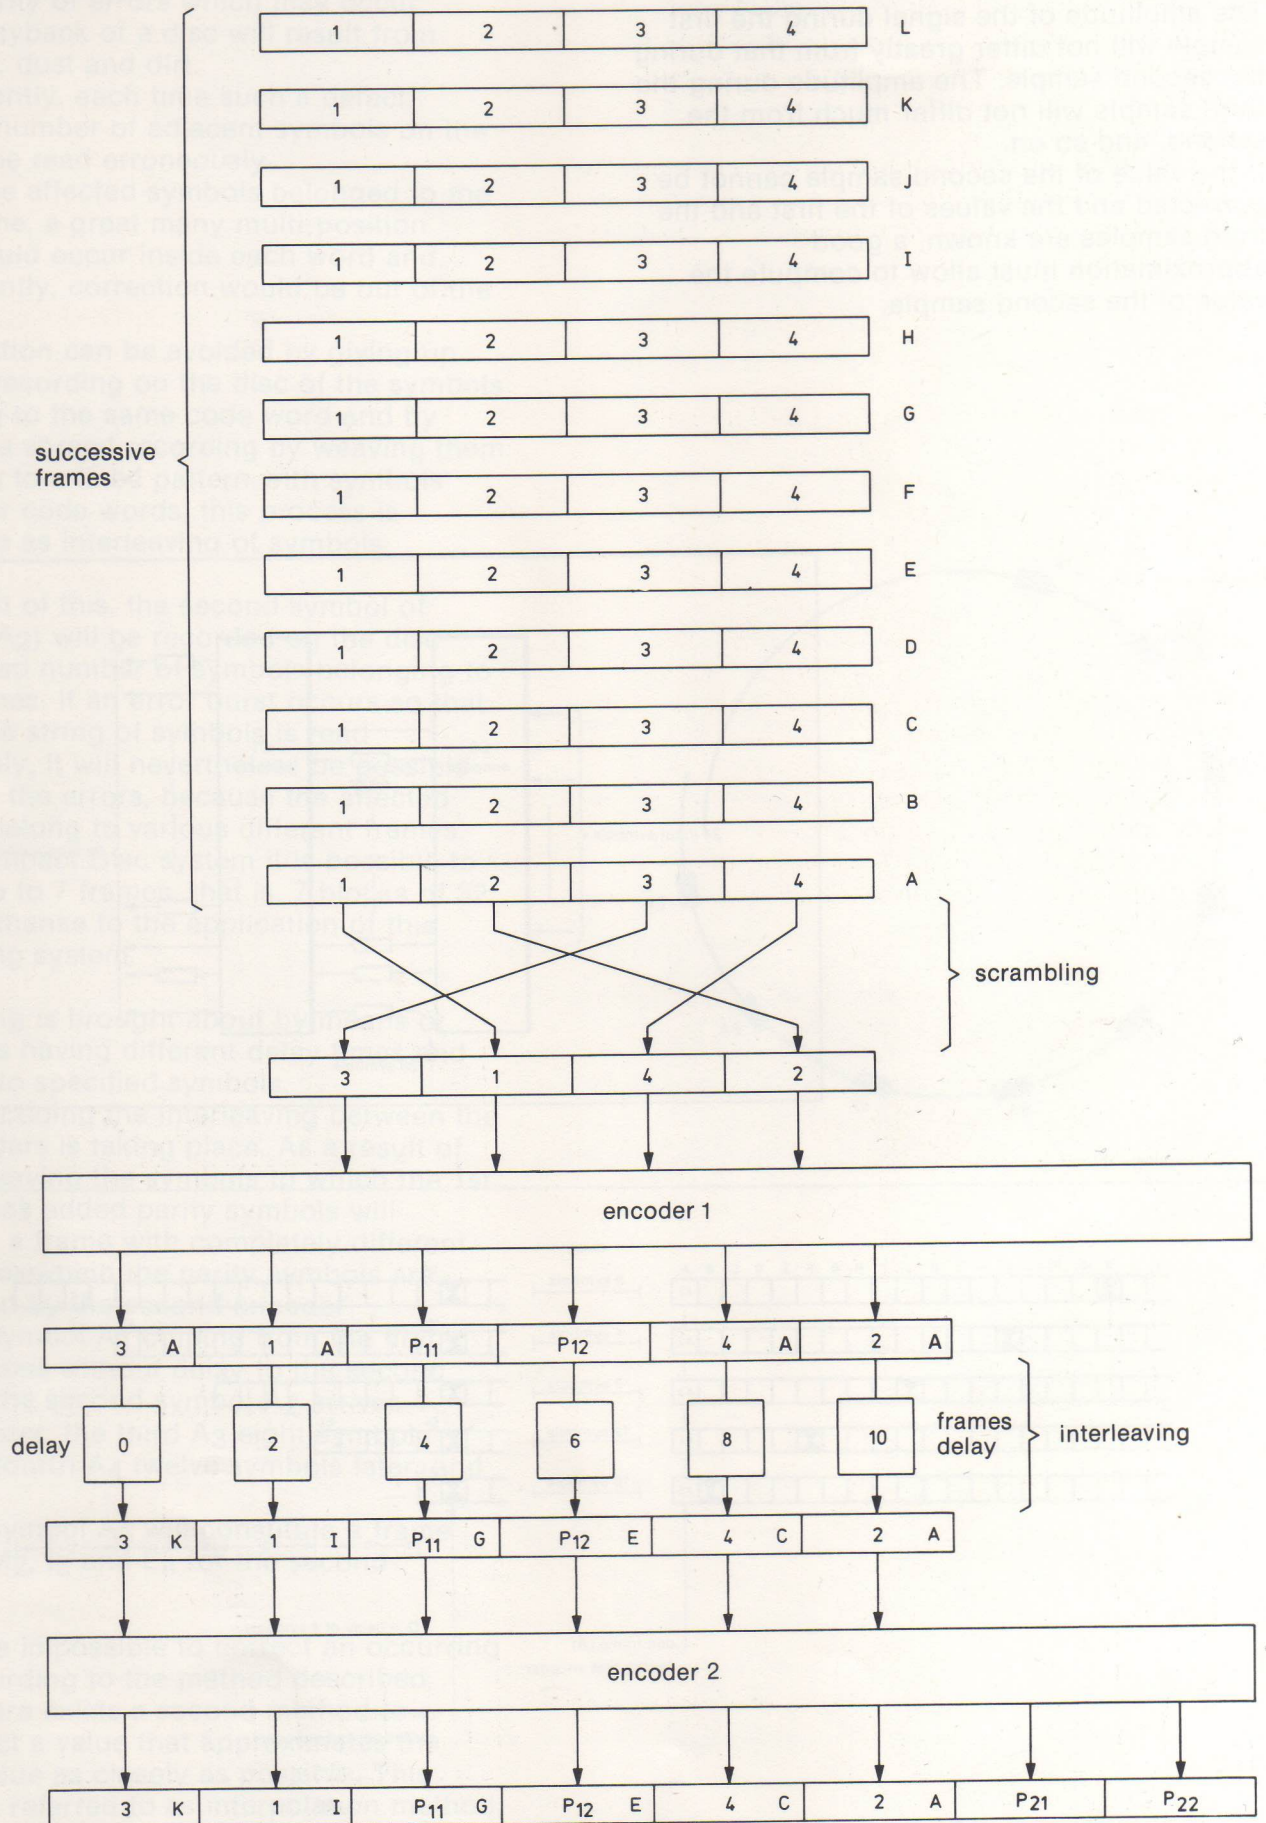 1 2 3 4 L
1 2 3 4 K
1 2 3 4 J
1 2 3 4 I
1 2 3 4 H
1 2 3 4 G
successive
frames
1 2 3 4 F
1 2 3 4 E
1 2 3 4 D
1 2 3 4 C
1 2 3 4 B
1 2 3 4 A
scrambling
3 1 4 2
encoder 1
3 A 1 A P11 P12 4 A 2 A
delay 0 2 4 6 8 10 frames
delay
interleaving
3 K 1 I P11 G P12 E 4 C 2 A
encoder 2
3 K 1 I P11 G P12 E 4 C 2 A P21 P22